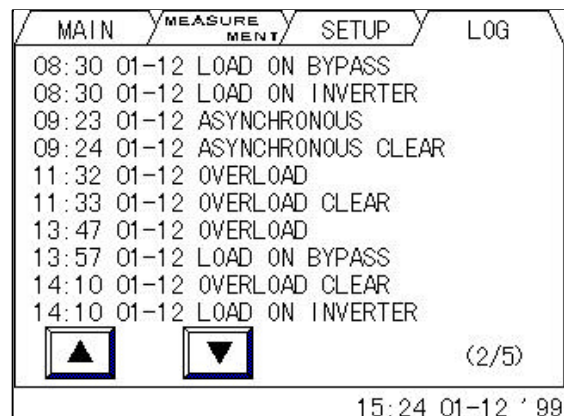 MAIN MEASUREMENT SETUP LOG
08:30 01-12 LOAD ON BYPASS
08:30 01-12 LOAD ON INVERTER
09:23 01-12 ASYNCHRONOUS
09:24 01-12 ASYNCHRONOUS CLEAR
11:32 01-12 OVERLOAD
11:33 01-12 OVERLOAD CLEAR
13:47 01-12 OVERLOAD
13:57 01-12 LOAD ON BYPASS
14:10 01-12 OVERLOAD CLEAR
14:10 01-12 LOAD ON INVERTER
(2/5)
15:24 01-12 '99